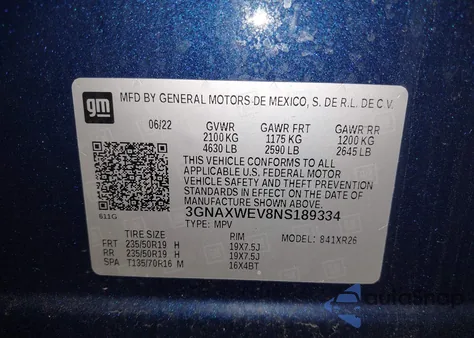 gm
MFD BY GENERAL MOTORS DE MEXICO, S. DE R.L. DE C.V.
06/22 GVWR GAWR FRT GAWR RR
2100 KG 1175 KG 1200 KG
4630 LB 2590 LB 2645 LB
THIS VEHICLE CONFORMS TO ALL
APPLICABLE U.S. FEDERAL VEHICLE
SAFETY AND THEFT PREVENTION
STANDARDS IN EFFECT ON THE DATE OF
MANUFACTURE SHOWN ABOVE.
3GNAXWEV8NS189334
611G
TYPE: MPV MODEL: 841XR26
TIRE SIZE RIM
FRT 235/50R19 H 19X7.5J
RR 235/50R19 H 19X7.5J
SPA T135/70R16 M 16X4BT
AutoSnap